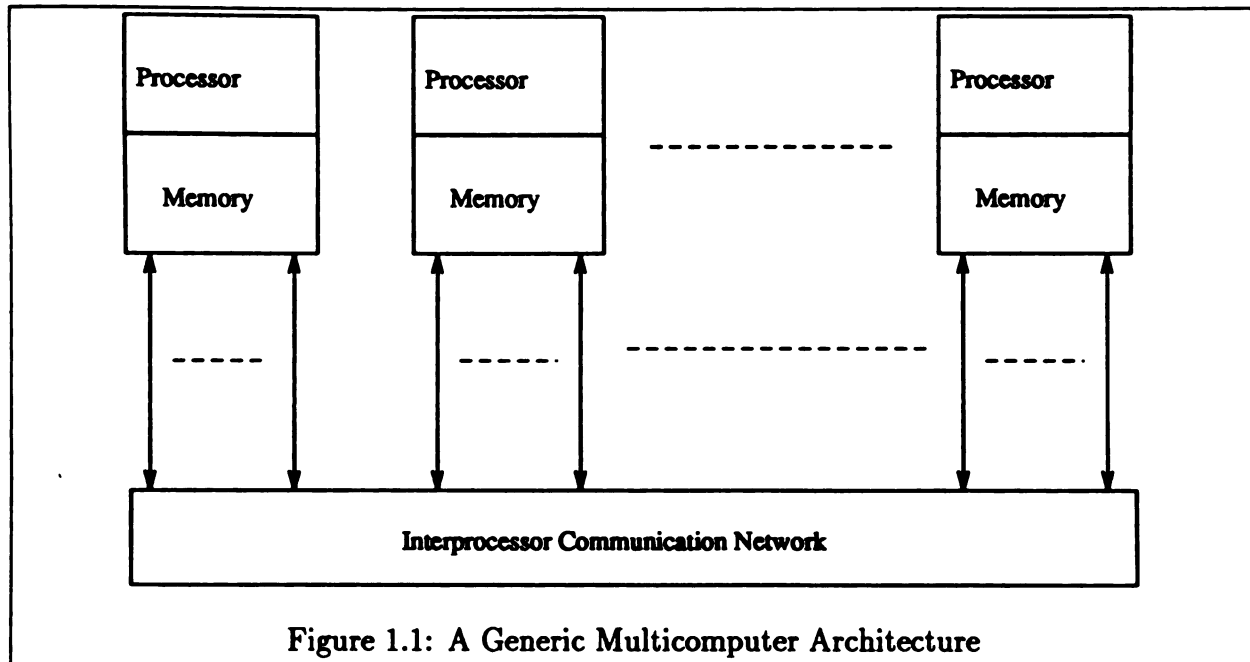 Processor Processor Processor
Memory Memory Memory
Interprocessor Communication Network
Figure 1.1: A Generic Multicomputer Architecture